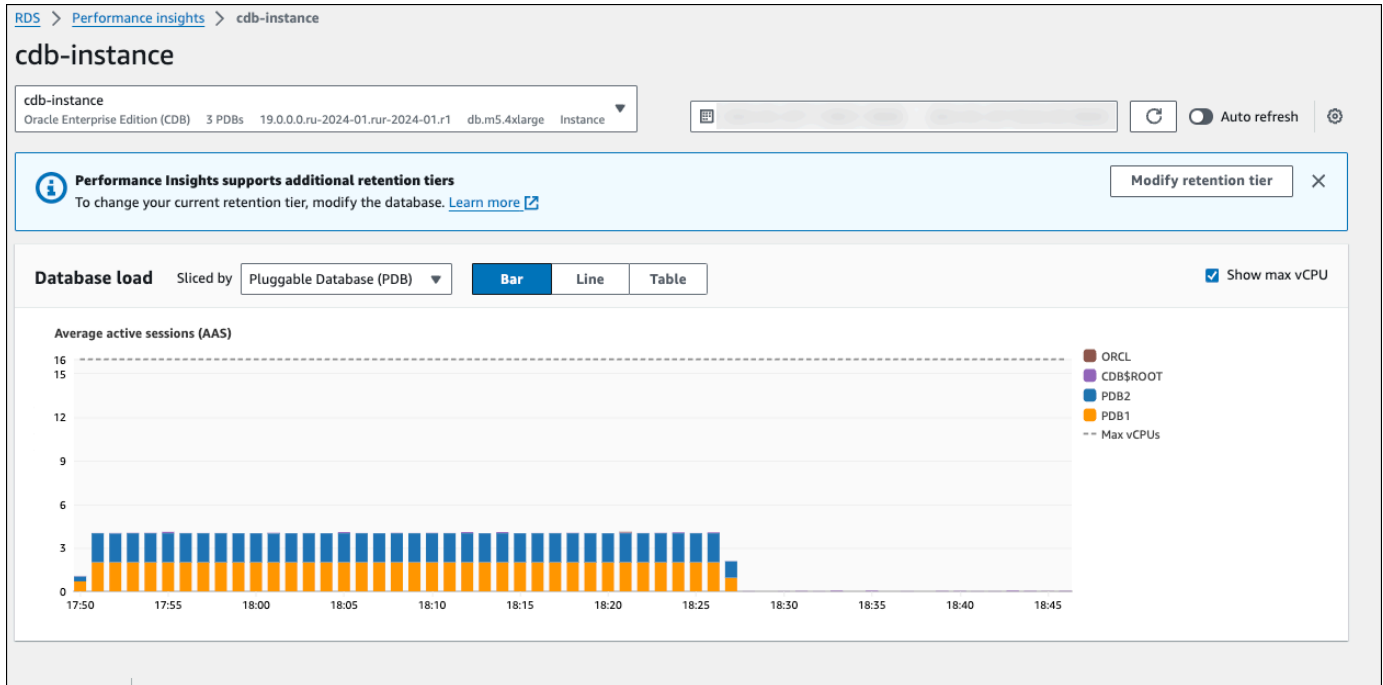 RDS > Performance insights > cdb-instance
cdb-instance
cdb-instance
Oracle Enterprise Edition (CDB) 3 PDBs 19.0.0.0.ru-2024-01.rur-2024-01.r1 db.m5.4xlarge Instance
Auto refresh
Performance Insights supports additional retention tiers
To change your current retention tier, modify the database. Learn more
Modify retention tier
Database load Sliced by Pluggable Database (PDB) Bar Line Table
Show max vCPU
Average active sessions (AAS)
16
15
12
9
6
3
0
17:50 17:55 18:00 18:05 18:10 18:15 18:20 18:25 18:30 18:35 18:40 18:45
ORCL
CDB$ROOT
PDB2
PDB1
Max vCPUs